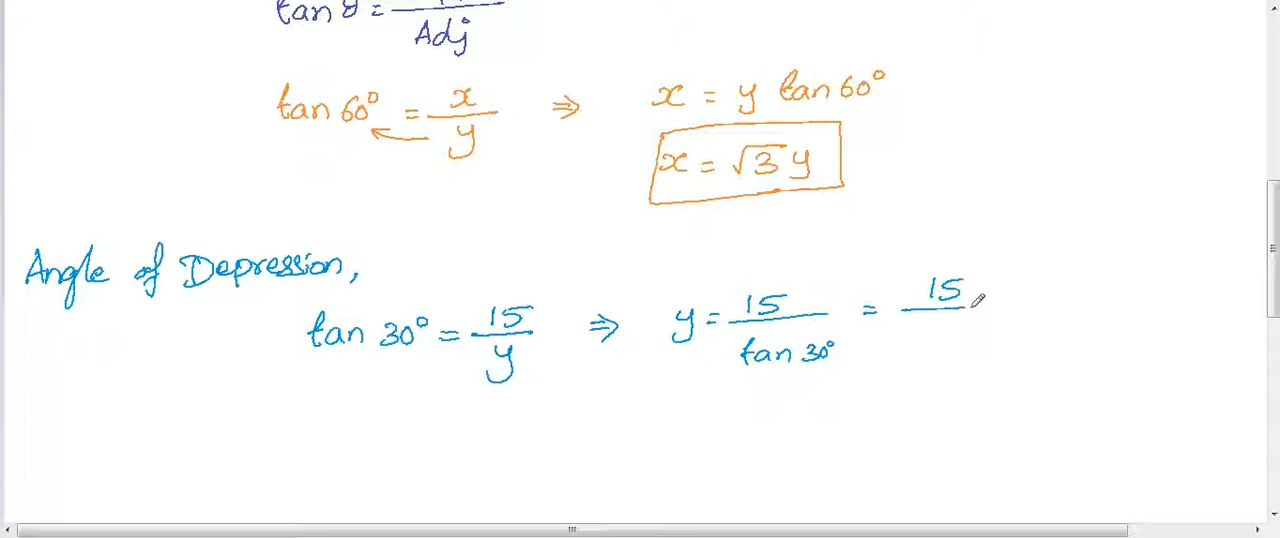 tan θ =
Adj
tan 60° = x/y ⇒ x = y tan 60°
x = √3 y
Angle of Depression,
tan 30° = 15/y ⇒ y = 15/tan 30° = 15